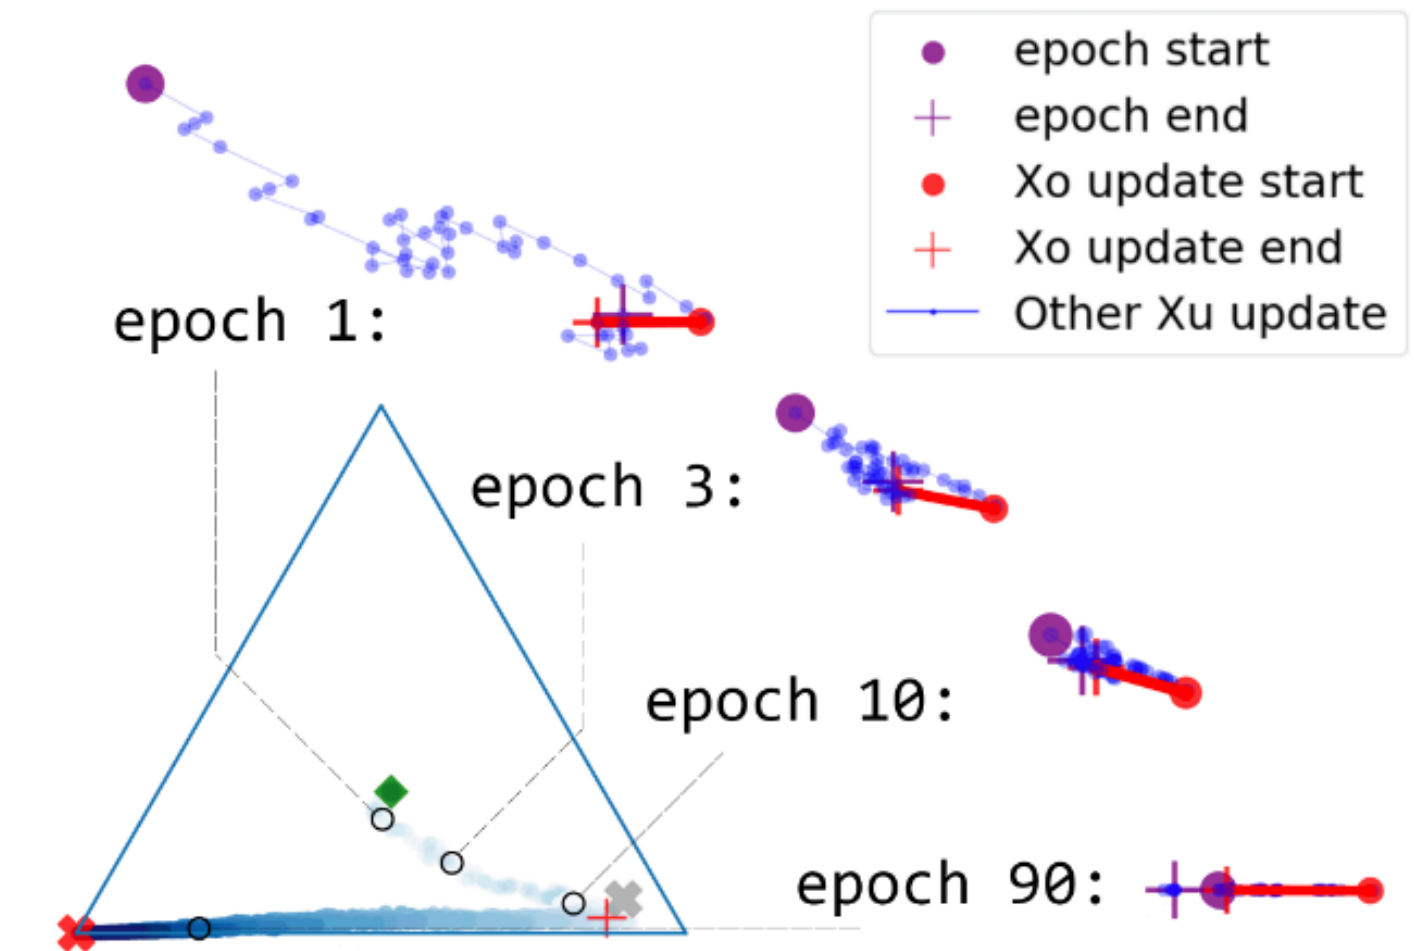 epoch start
epoch end
Xo update start
Xo update end
Other Xu update
epoch 1:
epoch 3:
epoch 10:
epoch 90: